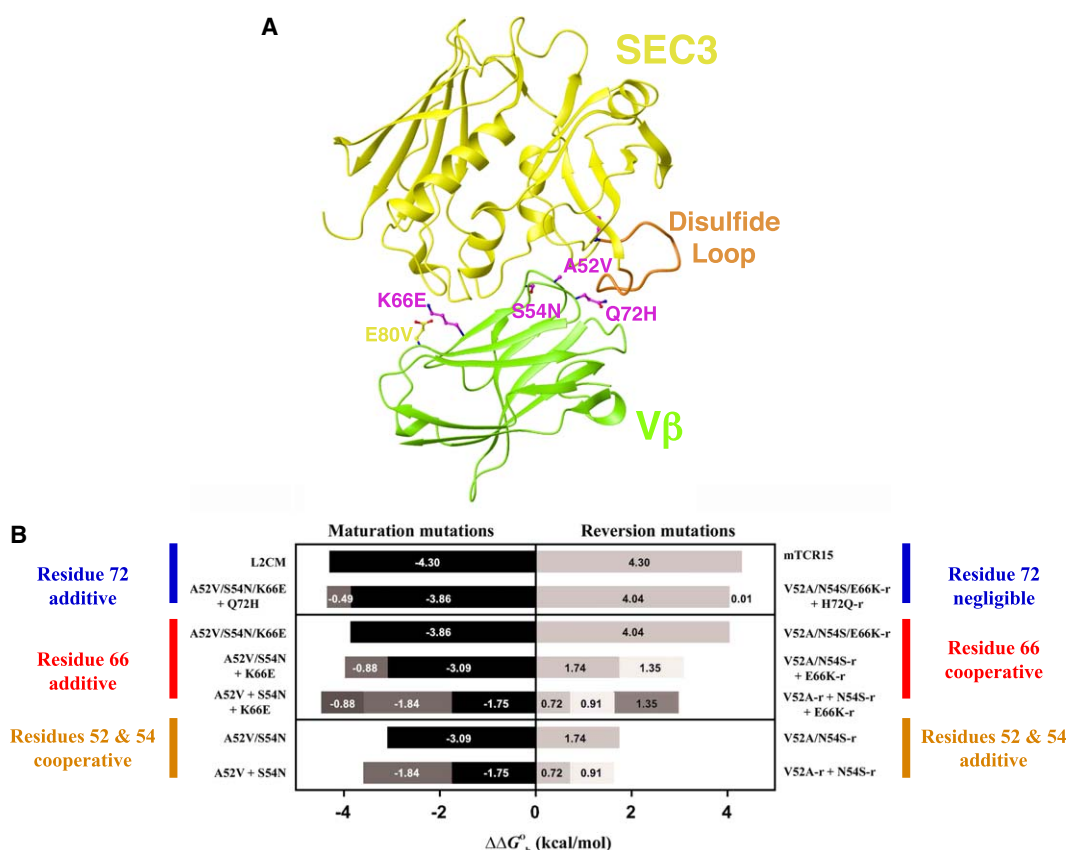 A
SEC3
Disulfide
Loop
A52V
K66E
S54N
Q72H
E80V
Vβ
B
Maturation mutations
Reversion mutations
Residue 72
additive
L2CM
-4.30
4.30
mTCR15
Residue 72
negligible
A52V/S54N/K66E
+ Q72H
-0.49
-3.86
4.04
0.01
V52A/N54S/E66K-r
+ H72Q-r
Residue 66
additive
A52V/S54N/K66E
-3.86
4.04
V52A/N54S/E66K-r
Residue 66
cooperative
A52V/S54N
+ K66E
-0.88
-3.09
1.74
1.35
V52A/N54S-r
+ E66K-r
A52V + S54N
+ K66E
-0.88
-1.84
-1.75
0.72
0.91
1.35
V52A-r + N54S-r
+ E66K-r
Residues 52 & 54
cooperative
A52V/S54N
-3.09
1.74
V52A/N54S-r
Residues 52 & 54
additive
A52V + S54N
-1.84
-1.75
0.72
0.91
V52A-r + N54S-r
-4
-2
0
2
4
ΔΔG° (kcal/mol)